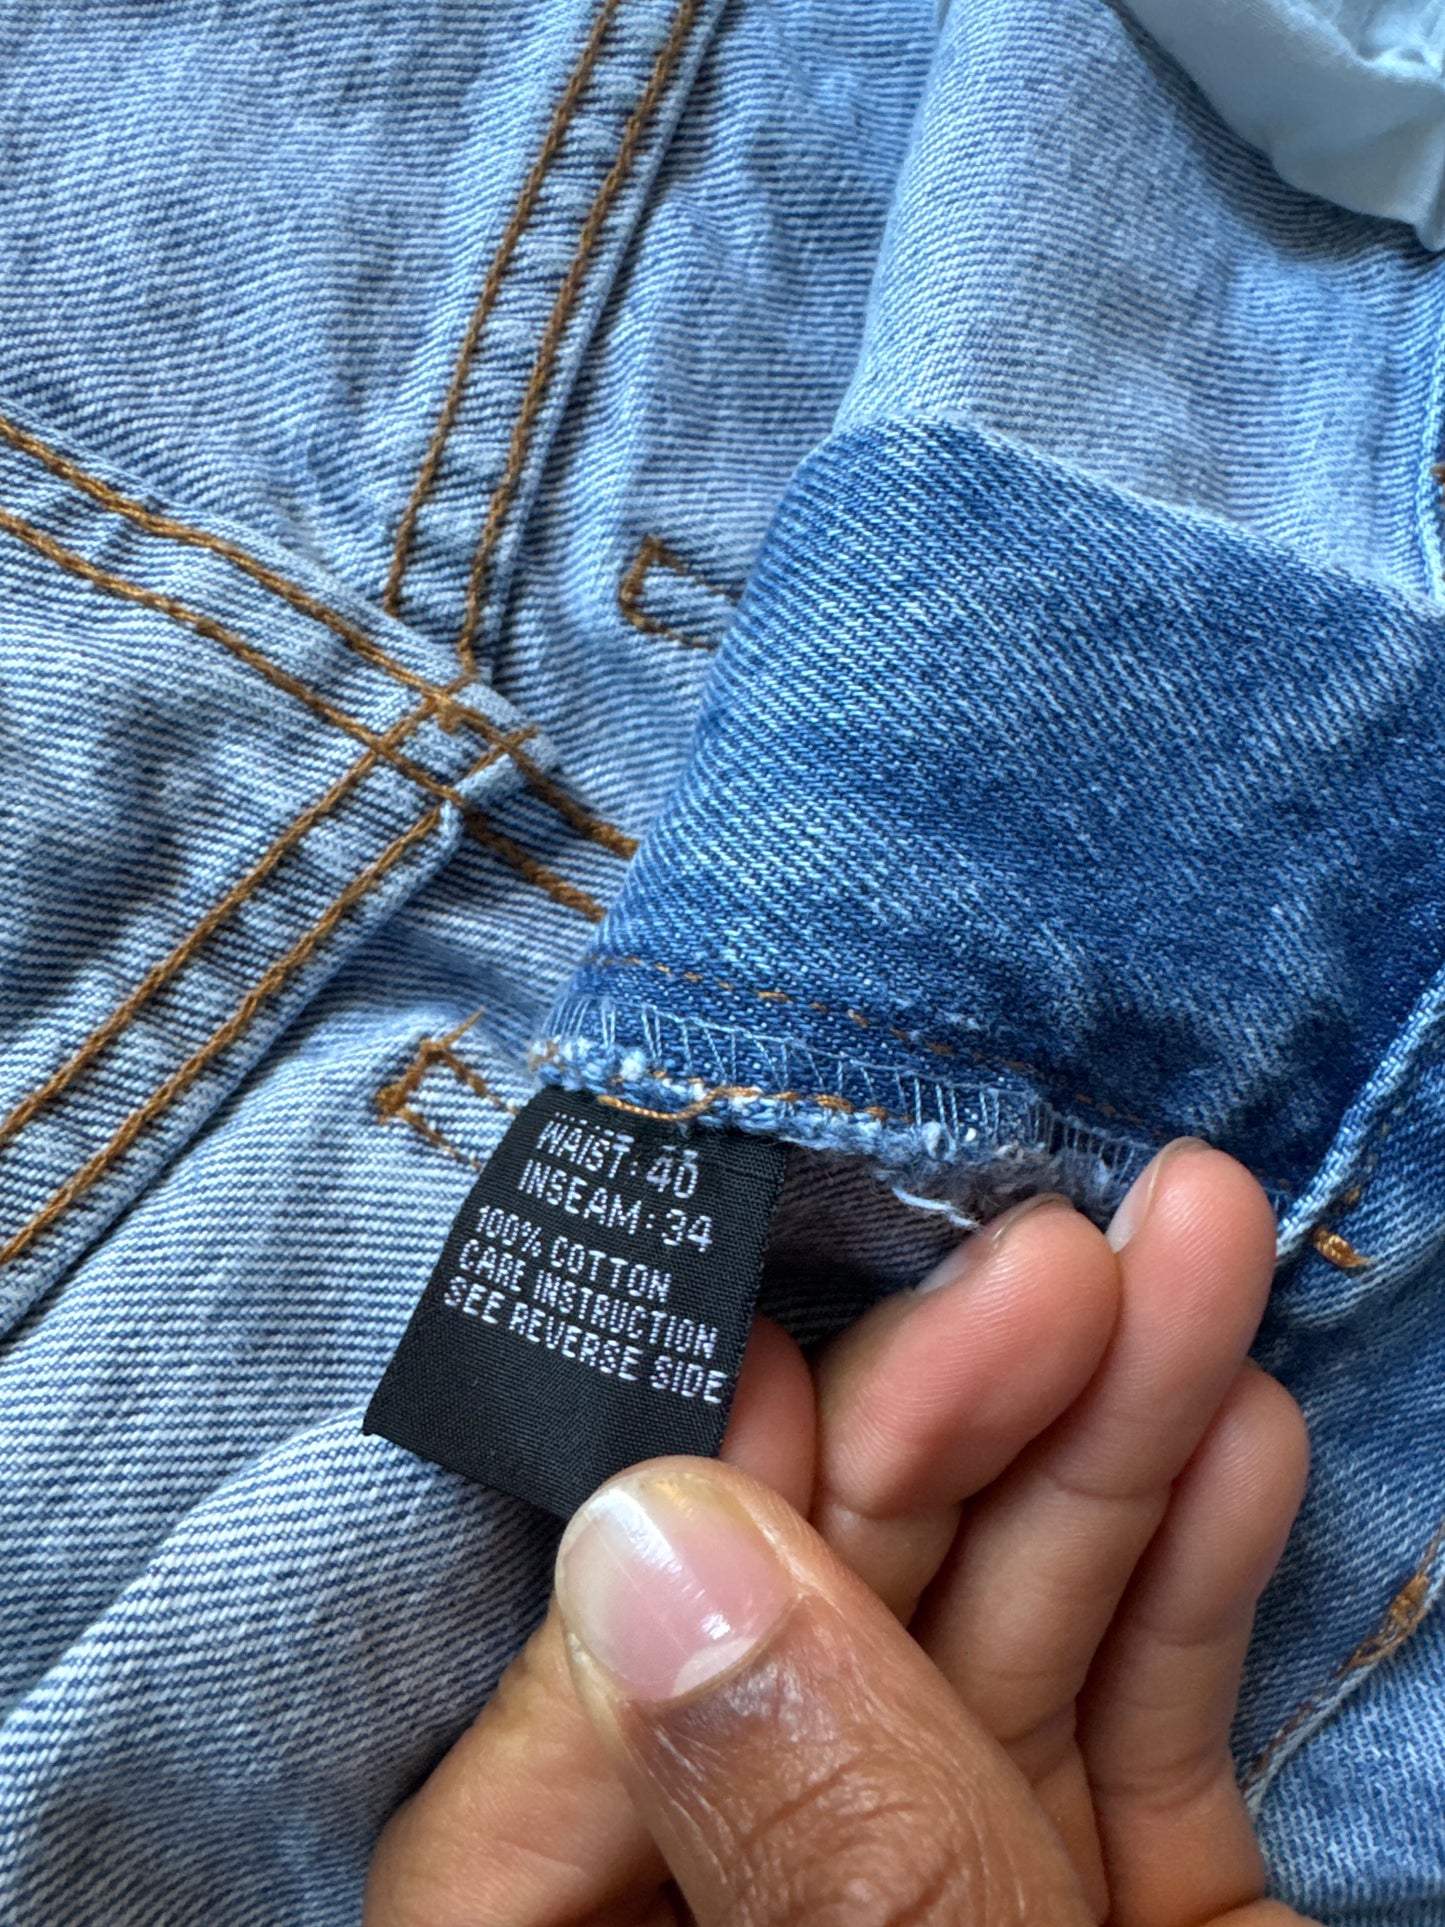 WAIST: 40
INSEAM: 34
100% COTTON
CARE INSTRUCTION
SEE REVERSE SIDE